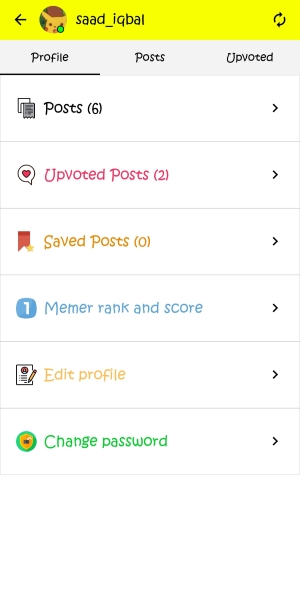 saad_iqbal
Profile Posts Upvoted
Posts (6)
Upvoted Posts (2)
Saved Posts (0)
1 Memer rank and score
Edit profile
Change password